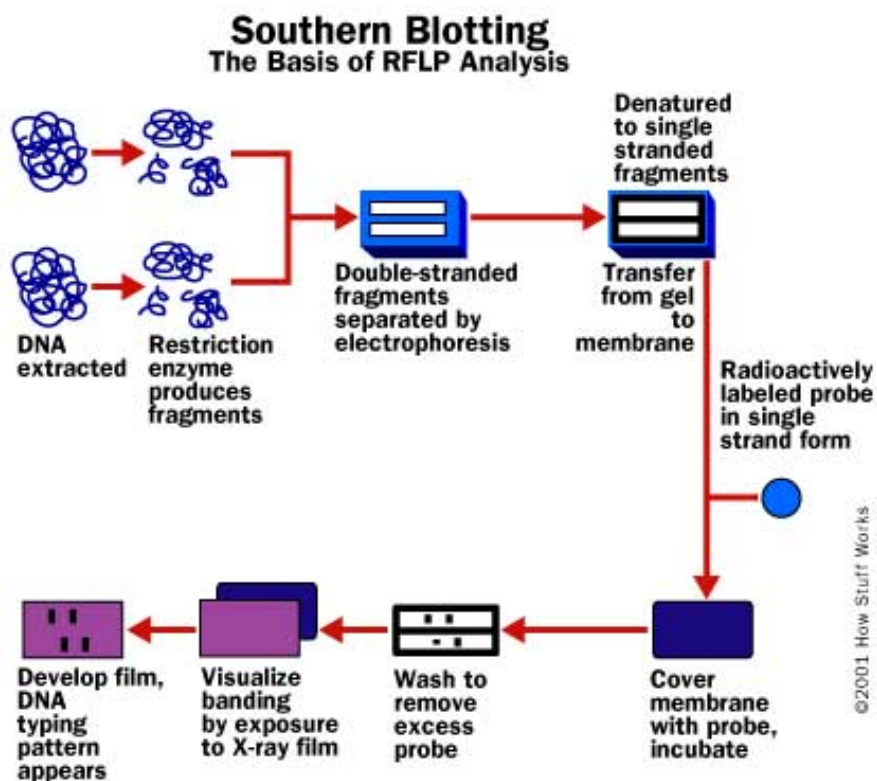 Southern Blotting
The Basis of RFLP Analysis
Denatured
to single
stranded
fragments
DNA
extracted
Restriction
enzyme
produces
fragments
Double-stranded
fragments
separated by
electrophoresis
Transfer
from gel
to
membrane
Radioactively
labeled probe
in single
strand form
Develop film,
DNA
typing
pattern
appears
Visualize
banding
by exposure
to X-ray film
Wash to
remove
excess
probe
Cover
membrane
with probe,
incubate
©2001 How Stuff Works